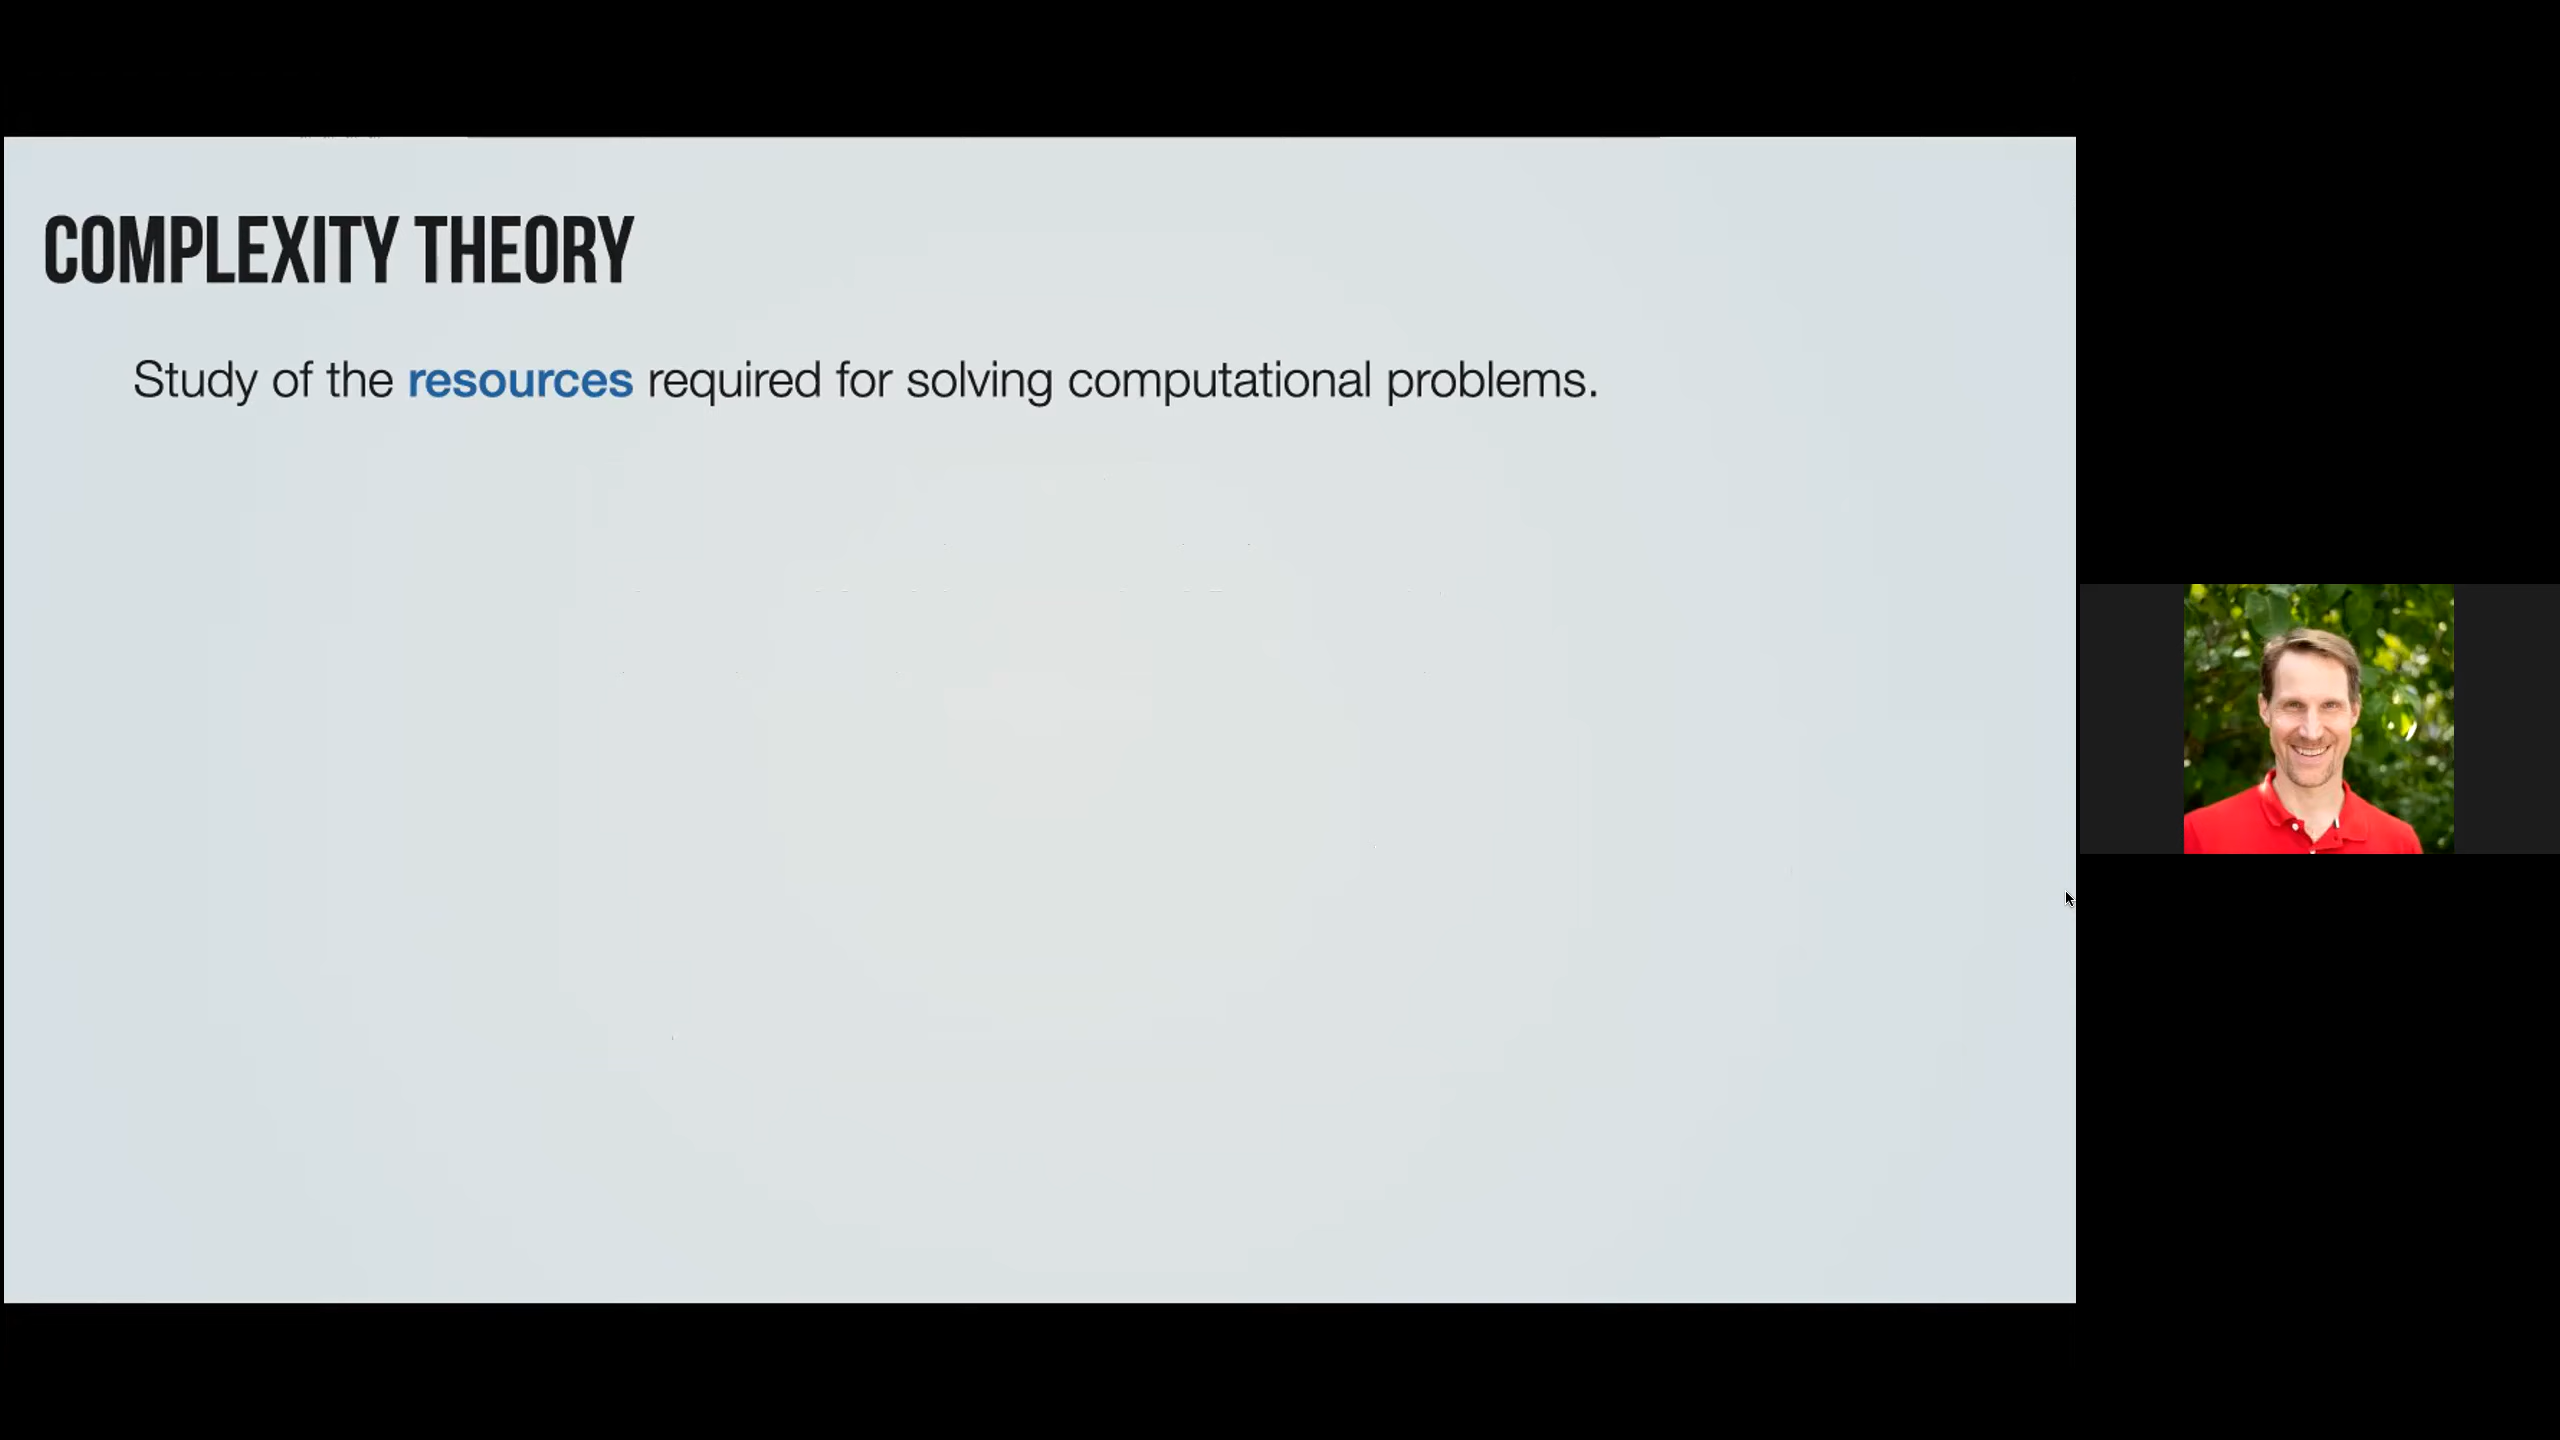 COMPLEXITY THEORY
Study of the resources required for solving computational problems.